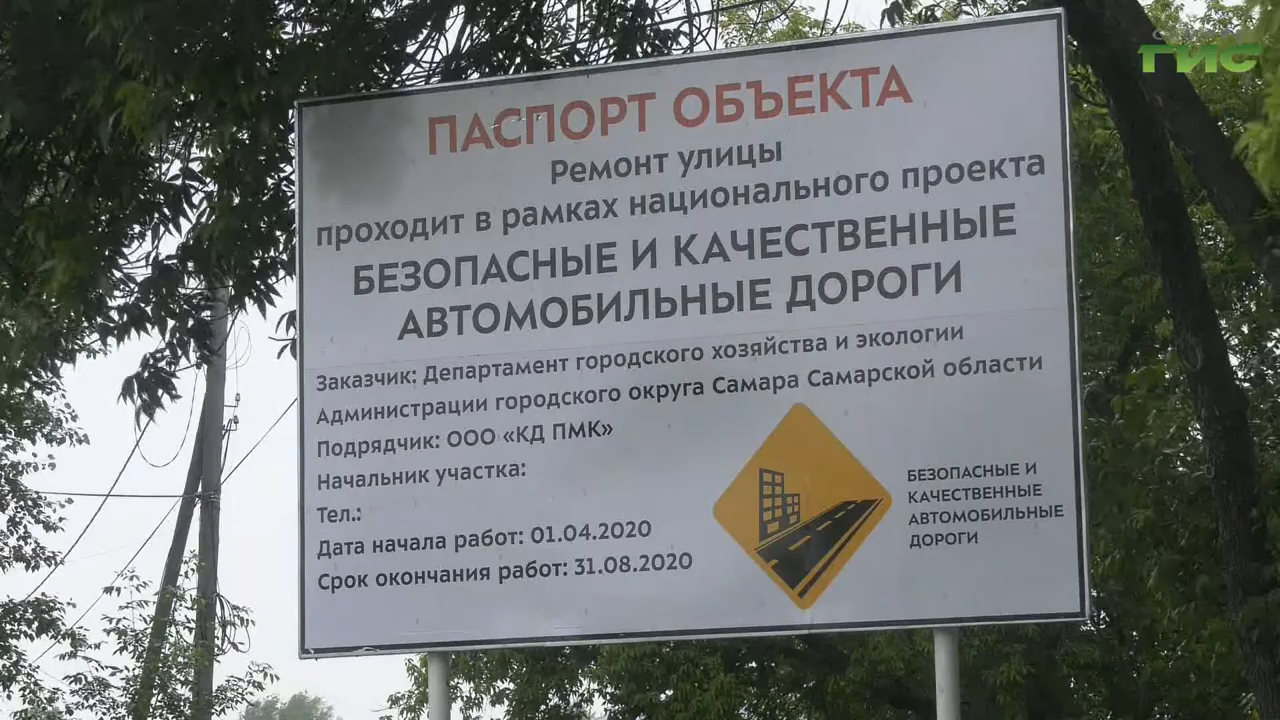 ГИС
ПАСПОРТ ОБЪЕКТА
Ремонт улицы
проходит в рамках национального проекта
БЕЗОПАСНЫЕ И КАЧЕСТВЕННЫЕ
АВТОМОБИЛЬНЫЕ ДОРОГИ
Заказчик: Департамент городского хозяйства и экологии
Администрации городского округа Самара Самарской области
Подрядчик: ООО «КД ПМК»
Начальник участка:
Тел.:
Дата начала работ: 01.04.2020
Срок окончания работ: 31.08.2020
БЕЗОПАСНЫЕ И
КАЧЕСТВЕННЫЕ
АВТОМОБИЛЬНЫЕ
ДОРОГИ